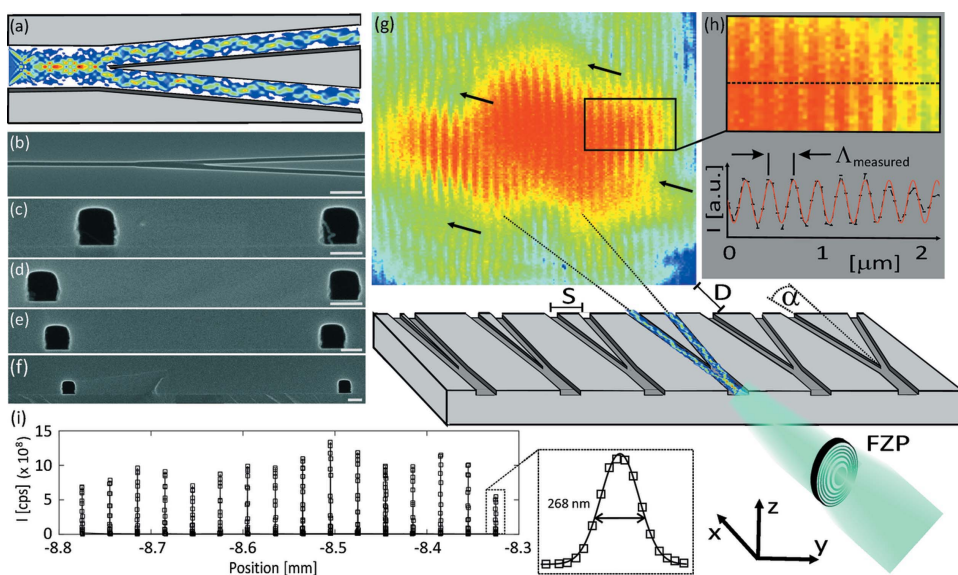 (a)
(b)
(c)
(d)
(e)
(f)
(g)
(h)
Λmeasured
I [a.u.]
0 1 2
[μm]
S
D
α
FZP
x
z
y
(i)
I [cps] (x 10⁸)
15
10
5
0
-8.8 -8.7 -8.6 -8.5 -8.4 -8.3
Position [mm]
268 nm